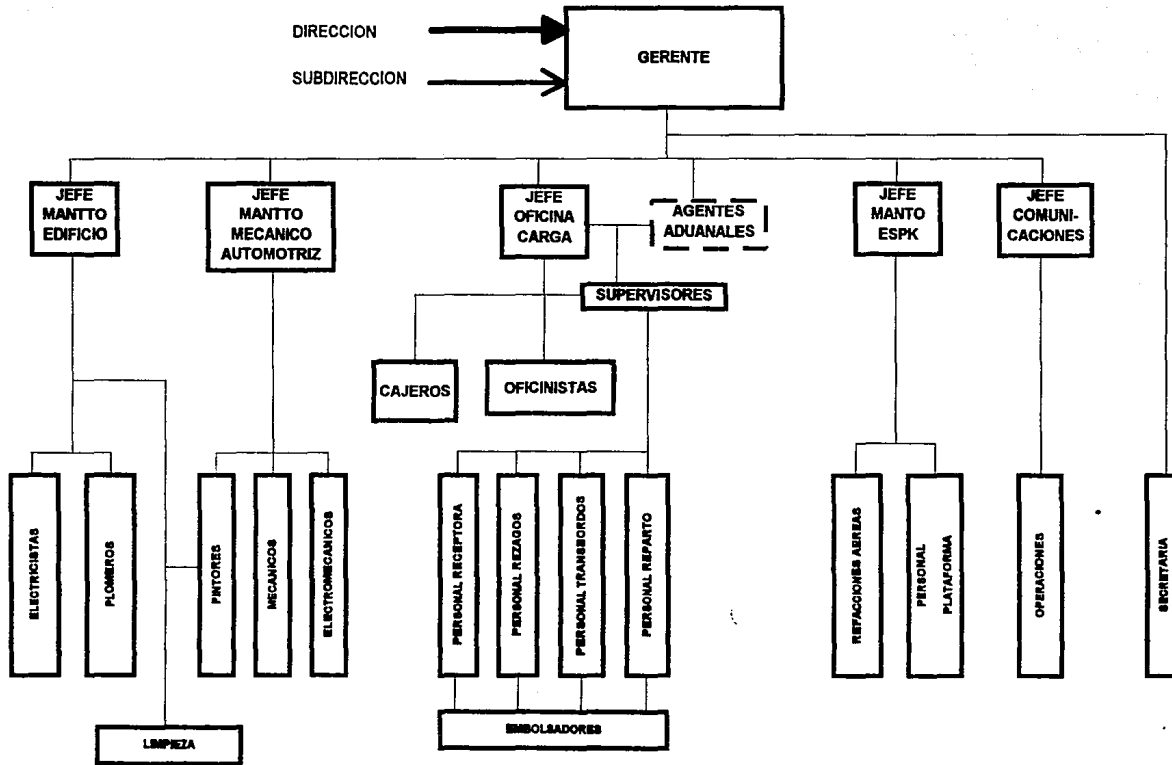 DIRECCION
SUBDIRECCION
GERENTE
JEFE
MANTTO
EDIFICIO
JEFE
MANTTO
MECANICO
AUTOMOTRIZ
JEFE
OFICINA
CARGA
AGENTES
ADUANALES
JEFE
MANTO
ESPK
JEFE
COMUNI-
CACIONES
SUPERVISORES
CAJEROS
OFICINISTAS
ELECTRICISTAS
PLOMEROS
PINTORES
MECANICOS
ELECTROMECANICOS
PERSONAL RECEPTORA
PERSONAL REZAGOS
PERSONAL TRANSBORDOS
PERSONAL REPARTO
REFACCIONES AEREAS
PERSONAL
PLATAFORMA
OPERACIONES
SECRETARIA
LIMPIEZA
EMBOLSADORES